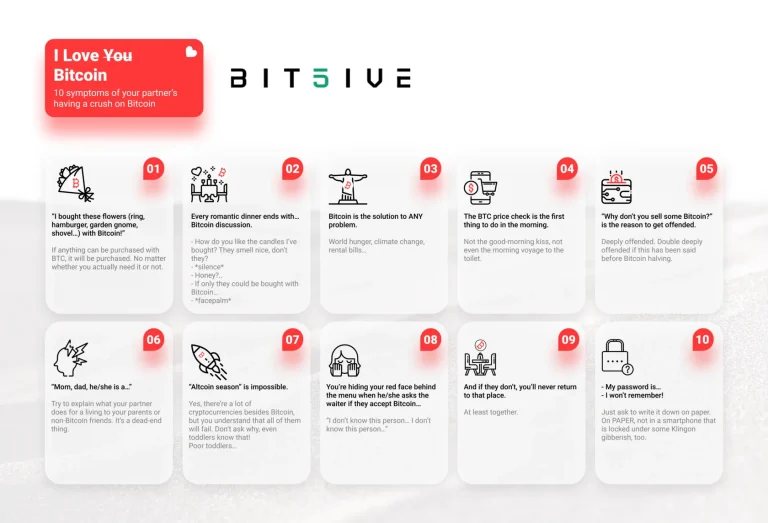 I Love You
Bitcoin
10 symptoms of your partner's
having a crush on Bitcoin
BIT5IVE
01
"I bought these flowers (ring,
hamburger, garden gnome,
shovel...) with Bitcoin!"
If anything can be purchased with
BTC, it will be purchased. No matter
whether you actually need it or not.
02
Every romantic dinner ends with...
Bitcoin discussion.
- How do you like the candles I've
bought? They smell nice, don't
they?
- *silence*
- Honey?..
- If only they could be bought with
Bitcoin...
- *facepalm*
03
Bitcoin is the solution to ANY
problem.
World hunger, climate change,
rental bills...
04
The BTC price check is the first
thing to do in the morning.
Not the good-morning kiss, not
even the morning voyage to the
toilet.
05
"Why don't you sell some Bitcoin?"
is the reason to get offended.
Deeply offended. Double deeply
offended if this has been said
before Bitcoin halving.
06
"Mom, dad, he/she is a..."
Try to explain what your partner
does for a living to your parents or
non-Bitcoin friends. It's a dead-end
thing.
07
"Altcoin season" is impossible.
Yes, there're a lot of
cryptocurrencies besides Bitcoin,
but you understand that all of them
will fail. Don't ask why, even
toddlers know that!
Poor toddlers...
08
You're hiding your red face behind
the menu when he/she asks the
waiter if they accept Bitcoin...
"I don't know this person... I don't
know this person..."
09
And if they don't, you'll never return
to that place.
At least together.
10
- My password is...
- I won't remember!
Just ask to write it down on paper.
On PAPER, not in a smartphone that
is locked under some Klingon
gibberish, too.